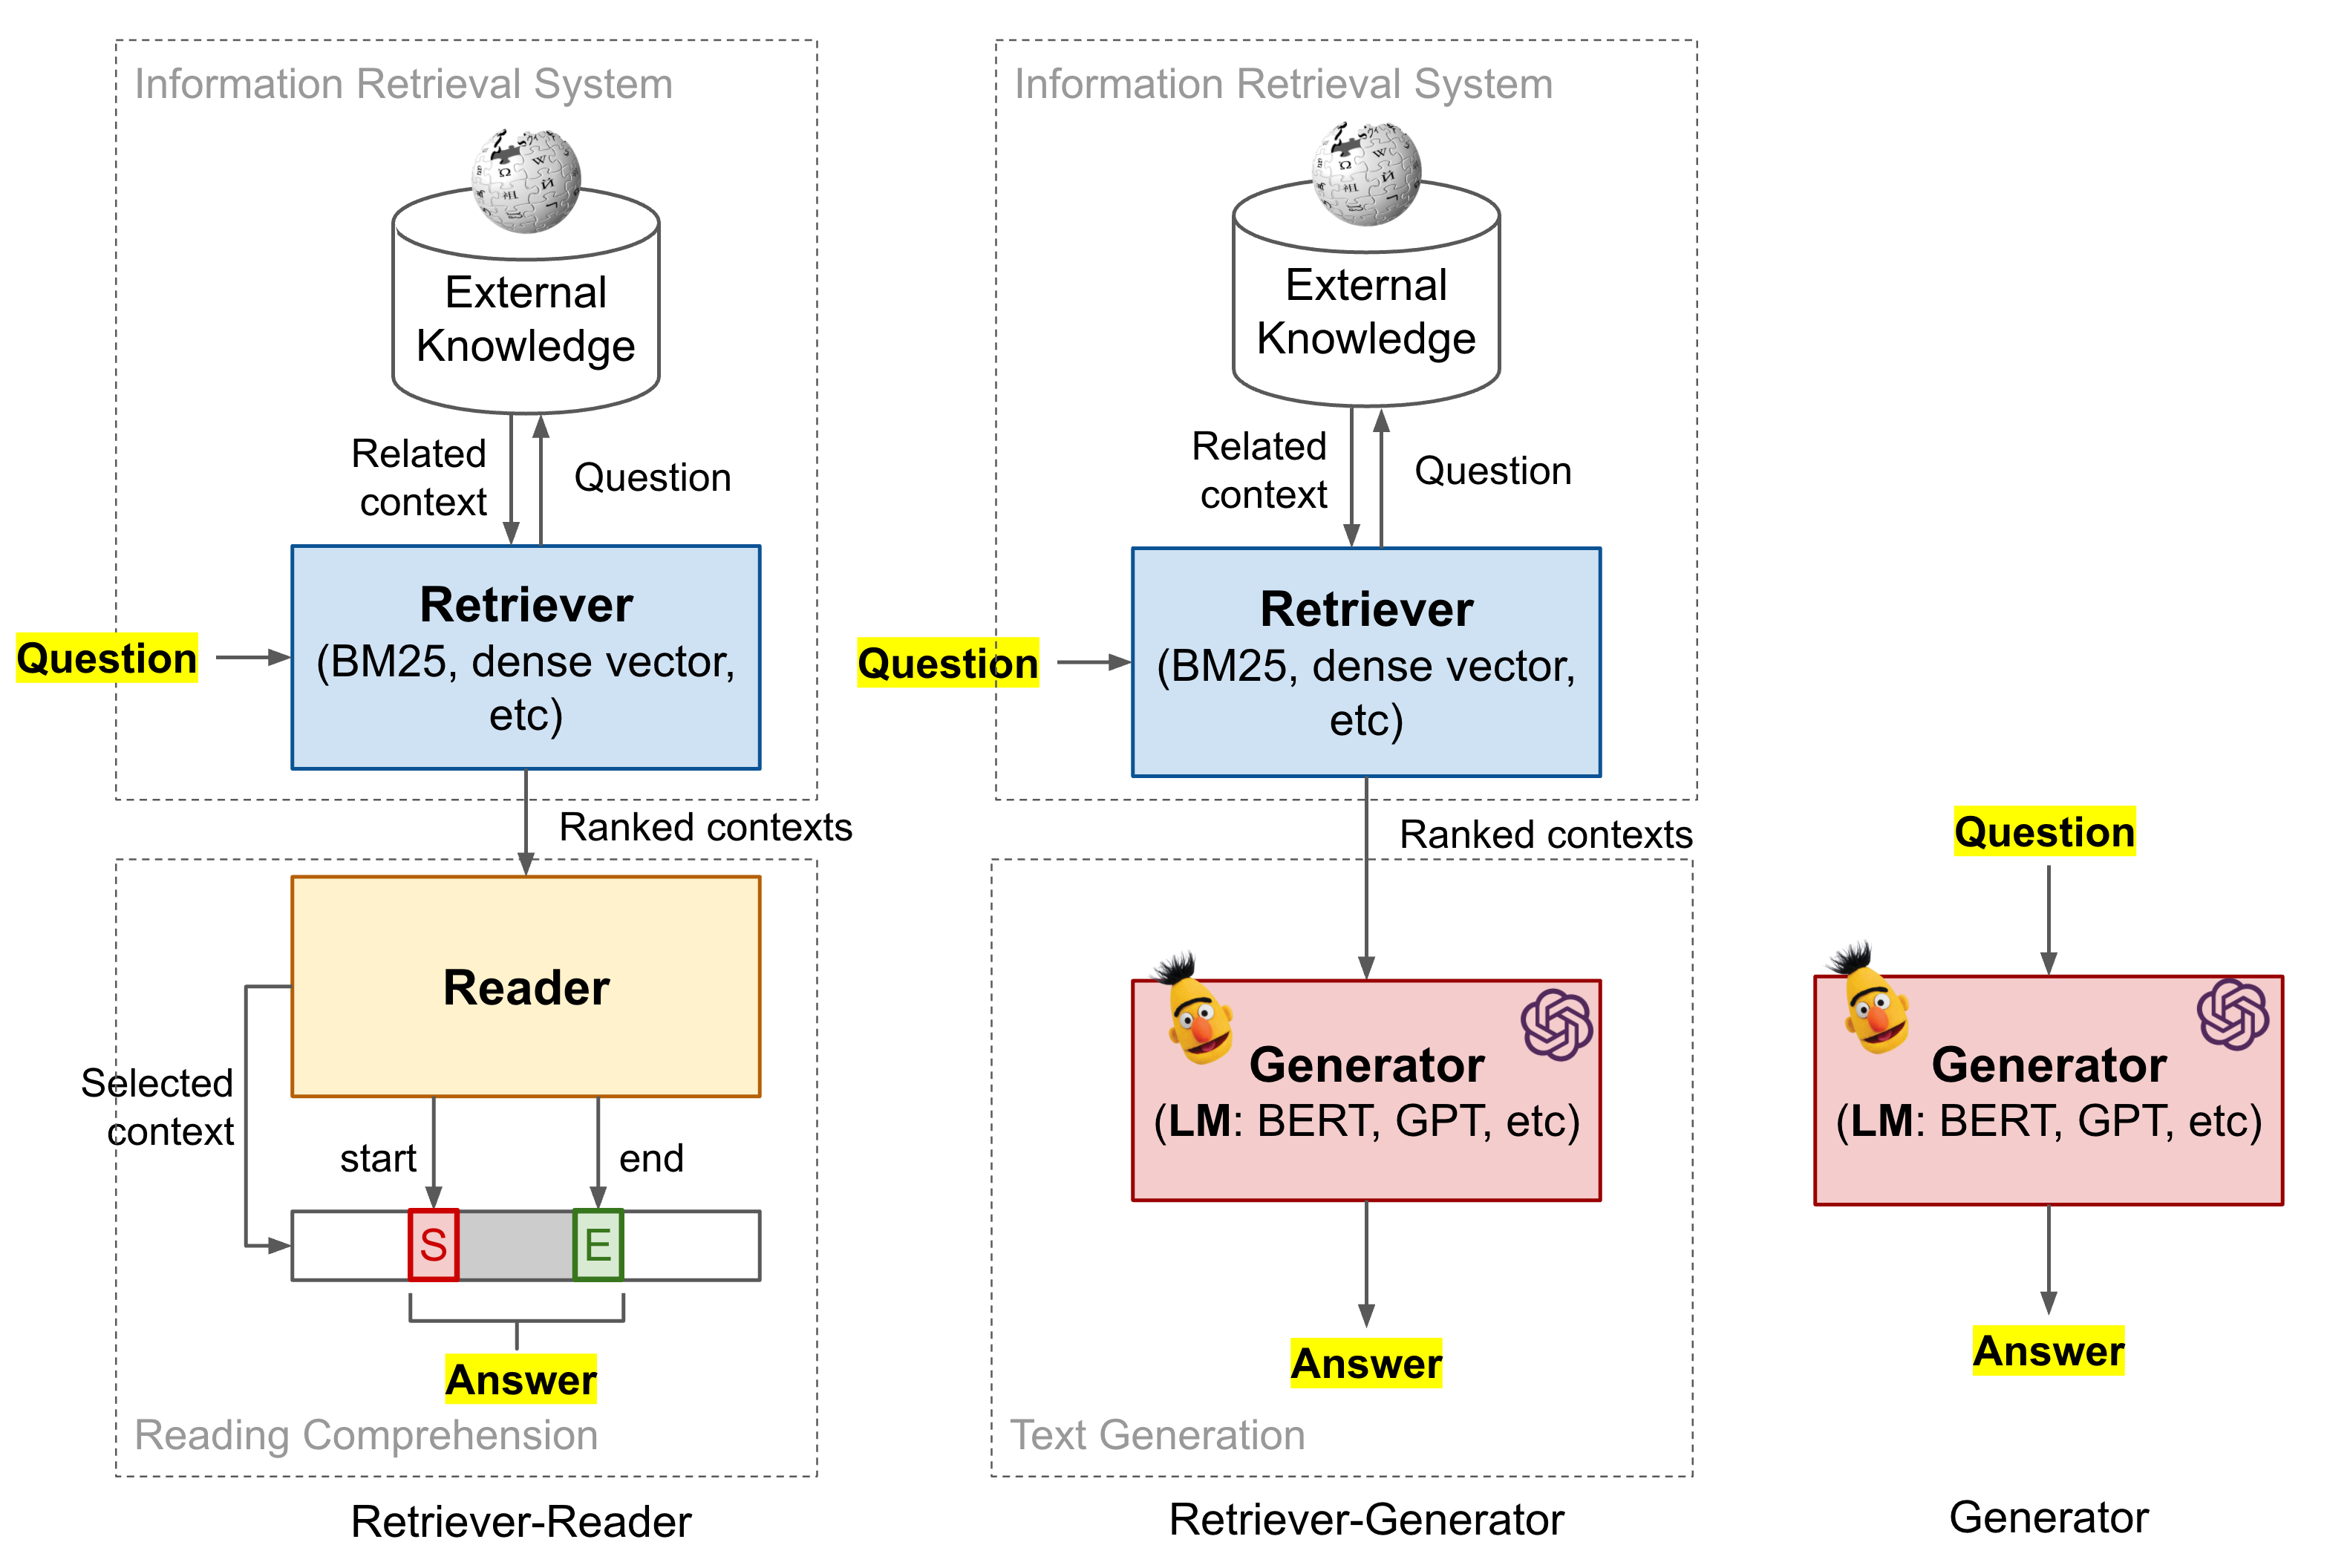 Information Retrieval System
External
Knowledge
Related
context
Question
Retriever
(BM25, dense vector,
etc)
Question
Ranked contexts
Reader
Selected
context
start
end
S
E
Answer
Reading Comprehension
Retriever-Reader
Information Retrieval System
External
Knowledge
Related
context
Question
Retriever
(BM25, dense vector,
etc)
Question
Ranked contexts
Generator
(LM: BERT, GPT, etc)
Answer
Text Generation
Retriever-Generator
Question
Generator
(LM: BERT, GPT, etc)
Answer
Generator